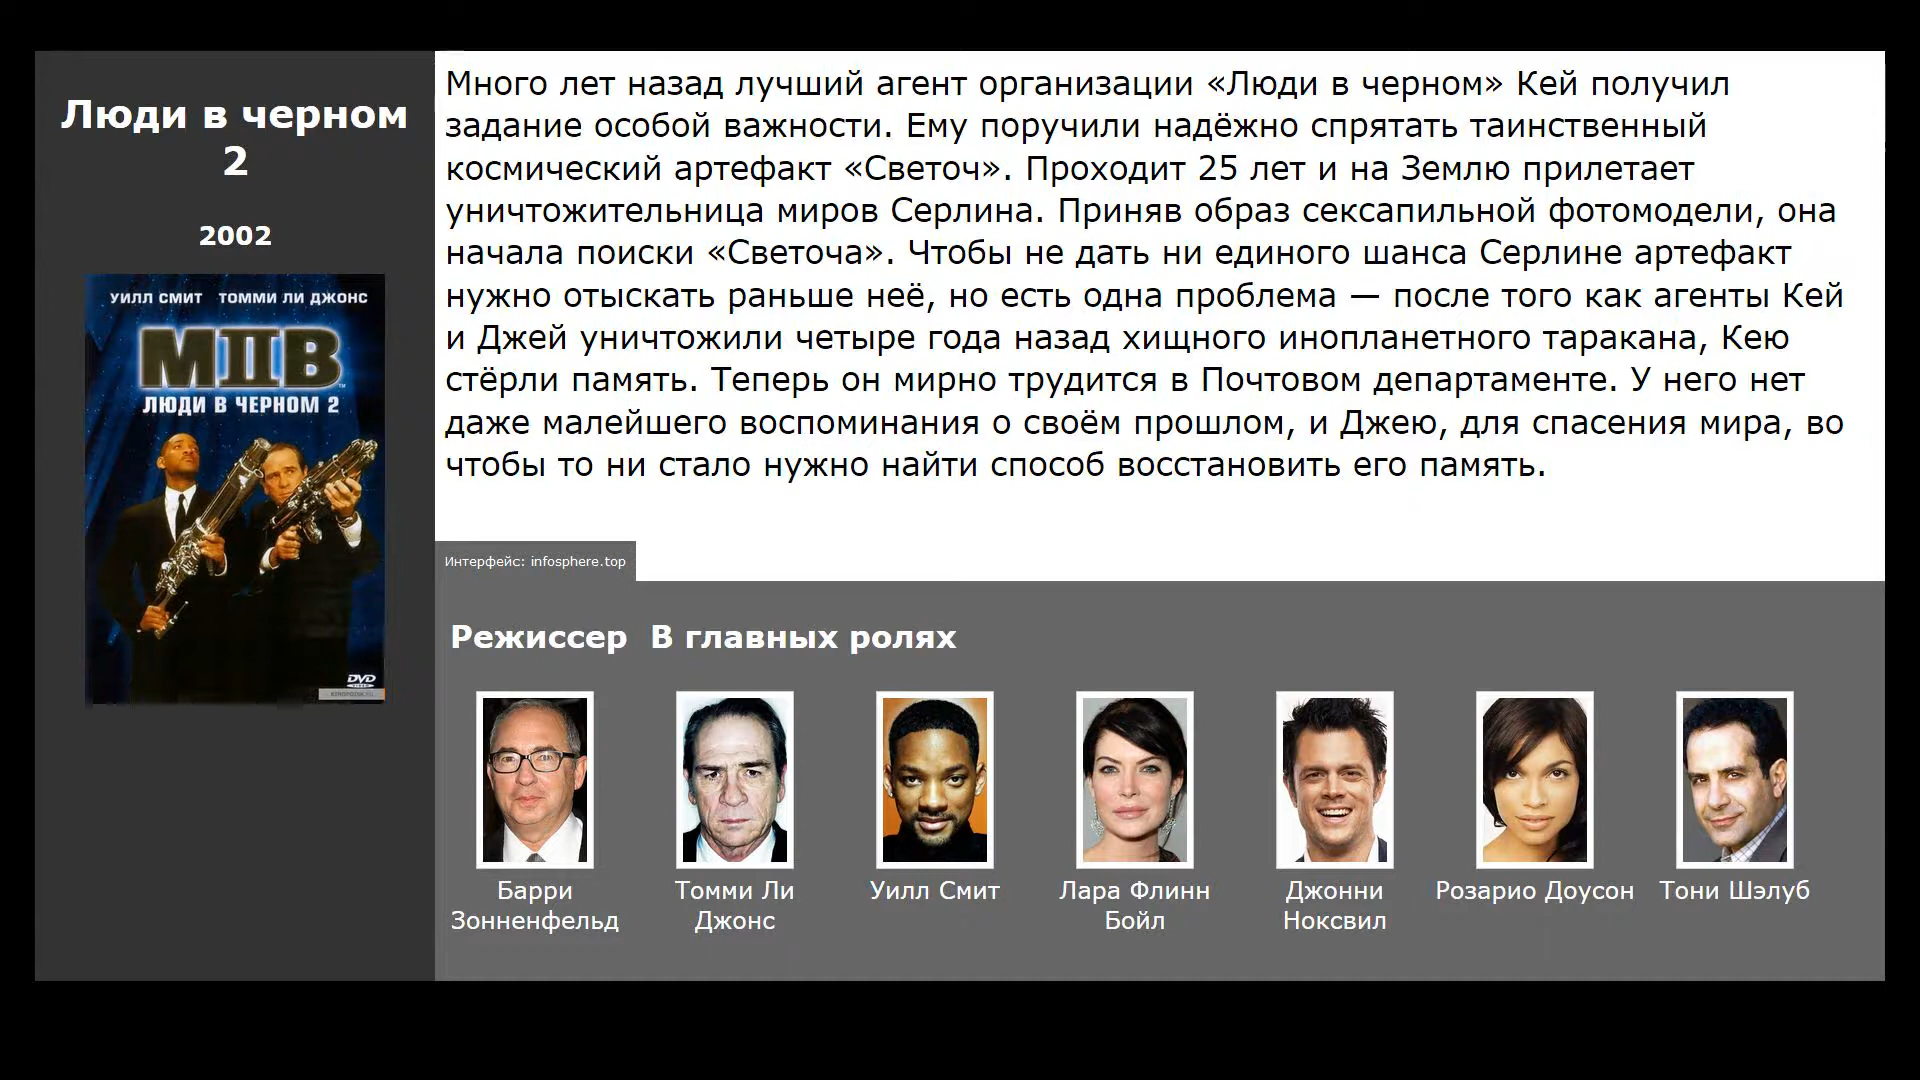 Люди в черном
2
2002
УИЛЛ СМИТ ТОММИ ЛИ ДЖОНС
MIIB
ЛЮДИ В ЧЕРНОМ 2
DVD
VIDEO
Много лет назад лучший агент организации «Люди в черном» Кей получил
задание особой важности. Ему поручили надёжно спрятать таинственный
космический артефакт «Светоч». Проходит 25 лет и на Землю прилетает
уничтожительница миров Серлина. Приняв образ сексапильной фотомодели, она
начала поиски «Светоча». Чтобы не дать ни единого шанса Серлине артефакт
нужно отыскать раньше неё, но есть одна проблема — после того как агенты Кей
и Джей уничтожили четыре года назад хищного инопланетного таракана, Кею
стёрли память. Теперь он мирно трудится в Почтовом департаменте. У него нет
даже малейшего воспоминания о своём прошлом, и Джею, для спасения мира, во
чтобы то ни стало нужно найти способ восстановить его память.
Интерфейс: infosphere.top
Режиссер В главных ролях
Барри
Зонненфельд
Томми Ли
Джонс
Уилл Смит
Лара Флинн
Бойл
Джонни
Ноксвил
Розарио Доусон
Тони Шэлуб